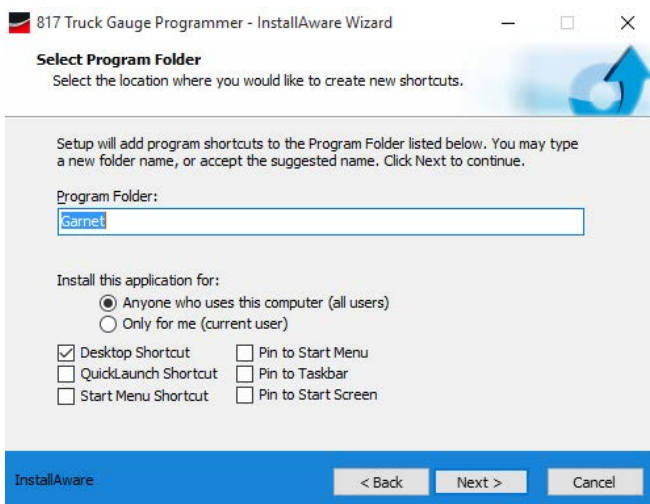 817 Truck Gauge Programmer - InstallAware Wizard
Select Program Folder
Select the location where you would like to create new shortcuts.
Setup will add program shortcuts to the Program Folder listed below. You may type
a new folder name, or accept the suggested name. Click Next to continue.
Program Folder:
Garnet
Install this application for:
Anyone who uses this computer (all users)
Only for me (current user)
Desktop Shortcut Pin to Start Menu
QuickLaunch Shortcut Pin to Taskbar
Start Menu Shortcut Pin to Start Screen
InstallAware < Back Next > Cancel